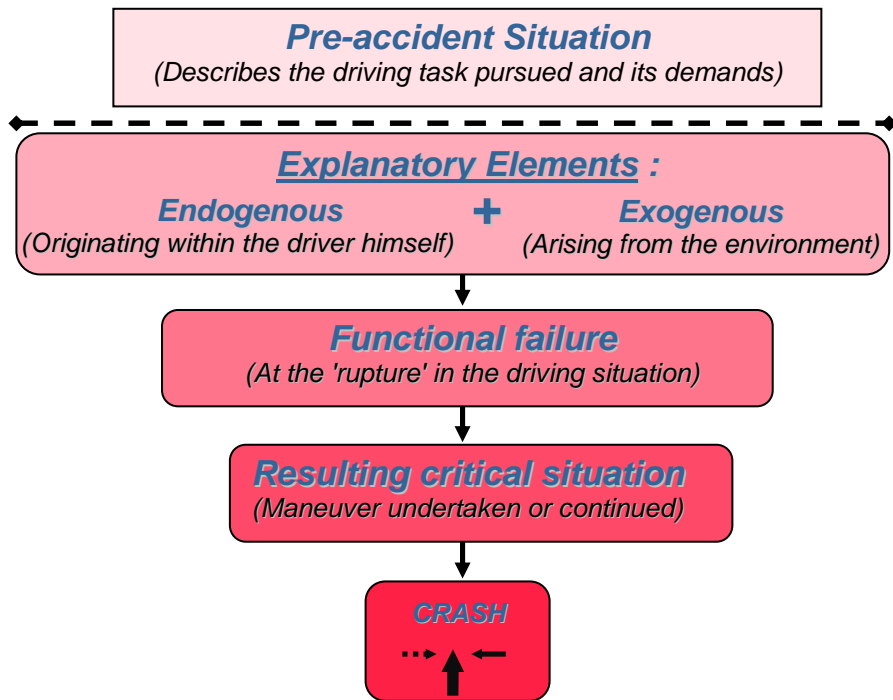 Pre-accident Situation
(Describes the driving task pursued and its demands)
Explanatory Elements :
Endogenous + Exogenous
(Originating within the driver himself) (Arising from the environment)
Functional failure
(At the 'rupture' in the driving situation)
Resulting critical situation
(Maneuver undertaken or continued)
CRASH